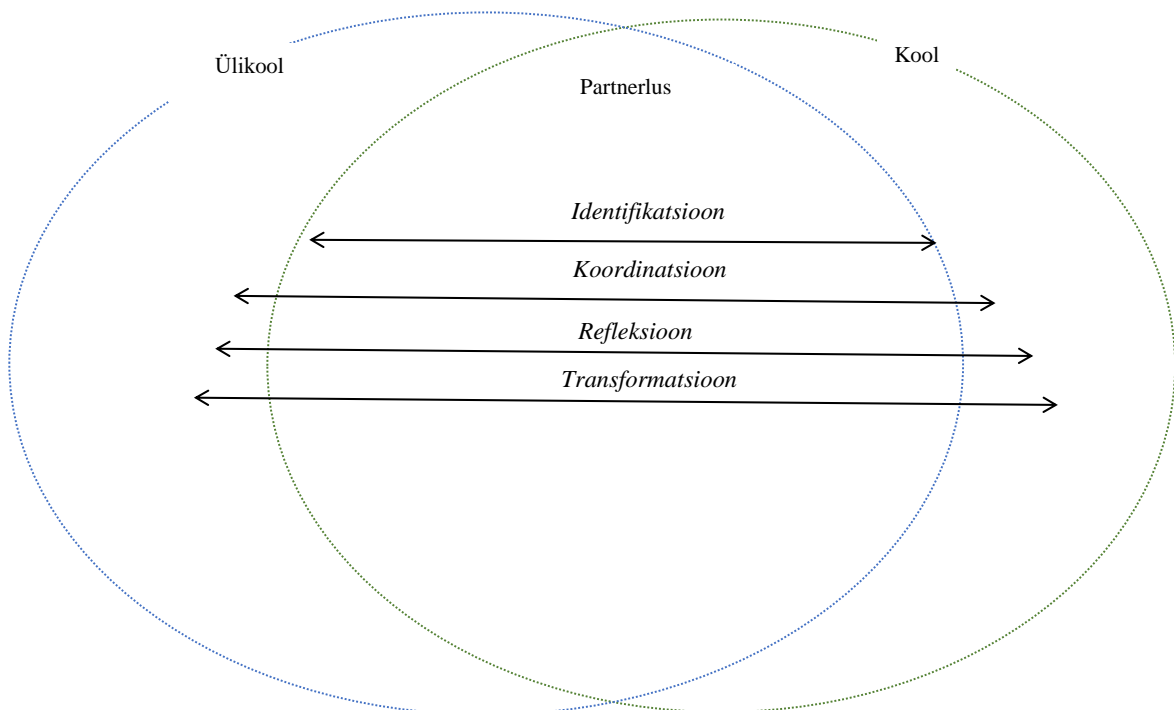 Ülikool
Kool
Partnerlus
Identifikatsioon
Koordinatsioon
Refleksioon
Transformatsioon